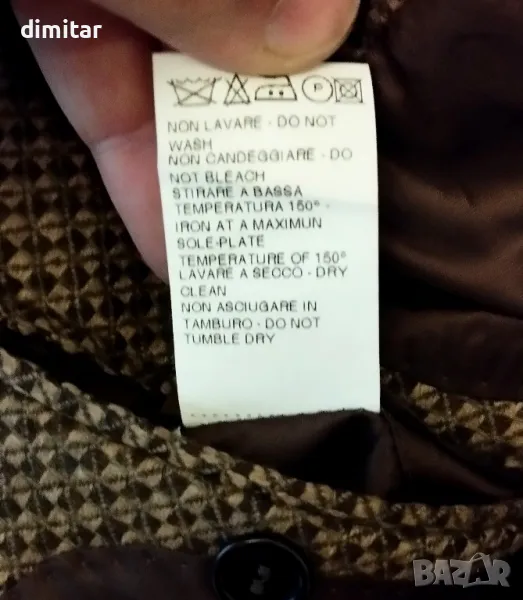 dimitar
P
NON LAVARE - DO NOT
WASH
NON CANDEGGIARE - DO
NOT BLEACH
STIRARE A BASSA
TEMPERATURA 150° -
IRON AT A MAXIMUN
SOLE-PLATE
TEMPERATURE OF 150°
LAVARE A SECCO - DRY
CLEAN
NON ASCIUGARE IN
TAMBURO - DO NOT
TUMBLE DRY
BAZAR